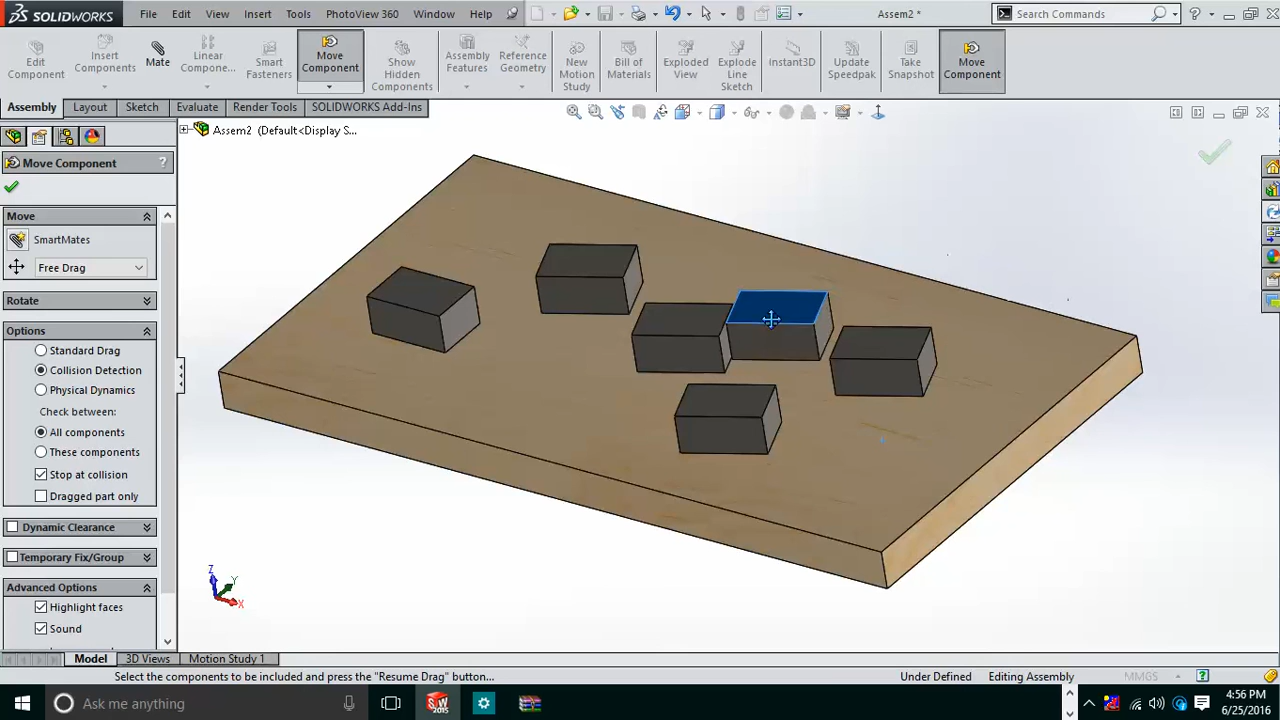 SOLIDWORKS File Edit View Insert Tools PhotoView 360 Window Help Assem2 * Search Commands
Edit Component
Insert Components
Mate
Linear Compone...
Smart Fasteners
Move Component
Show Hidden Components
Assembly Features
Reference Geometry
New Motion Study
Bill of Materials
Exploded View
Explode Line Sketch
Instant3D
Update Speedpak
Take Snapshot
Move Component
Assembly Layout Sketch Evaluate Render Tools SOLIDWORKS Add-Ins
Assem2 (Default<Display S...
Move Component ?
Move
SmartMates
Free Drag
Rotate
Options
Standard Drag
Collision Detection
Physical Dynamics
Check between:
All components
These components
Stop at collision
Dragged part only
Dynamic Clearance
Temporary Fix/Group
Advanced Options
Highlight faces
Sound
Z
Y
X
Model 3D Views Motion Study 1
Select the components to be included and press the "Resume Drag" button... Under Defined Editing Assembly MMGS
Ask me anything
SW
2015
4:56 PM
6/25/2016